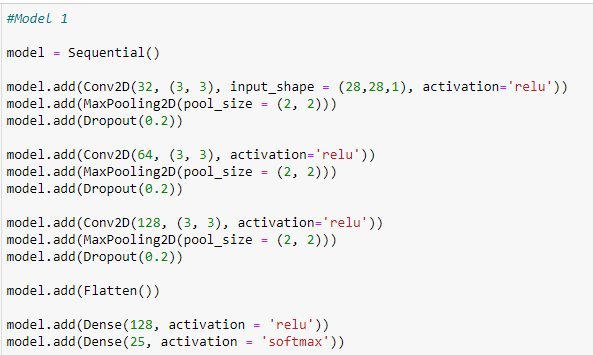 #Model 1
model = Sequential()
model.add(Conv2D(32, (3, 3), input_shape = (28,28,1), activation='relu'))
model.add(MaxPooling2D(pool_size = (2, 2)))
model.add(Dropout(0.2))
model.add(Conv2D(64, (3, 3), activation='relu'))
model.add(MaxPooling2D(pool_size = (2, 2)))
model.add(Dropout(0.2))
model.add(Conv2D(128, (3, 3), activation='relu'))
model.add(MaxPooling2D(pool_size = (2, 2)))
model.add(Dropout(0.2))
model.add(Flatten())
model.add(Dense(128, activation = 'relu'))
model.add(Dense(25, activation = 'softmax'))